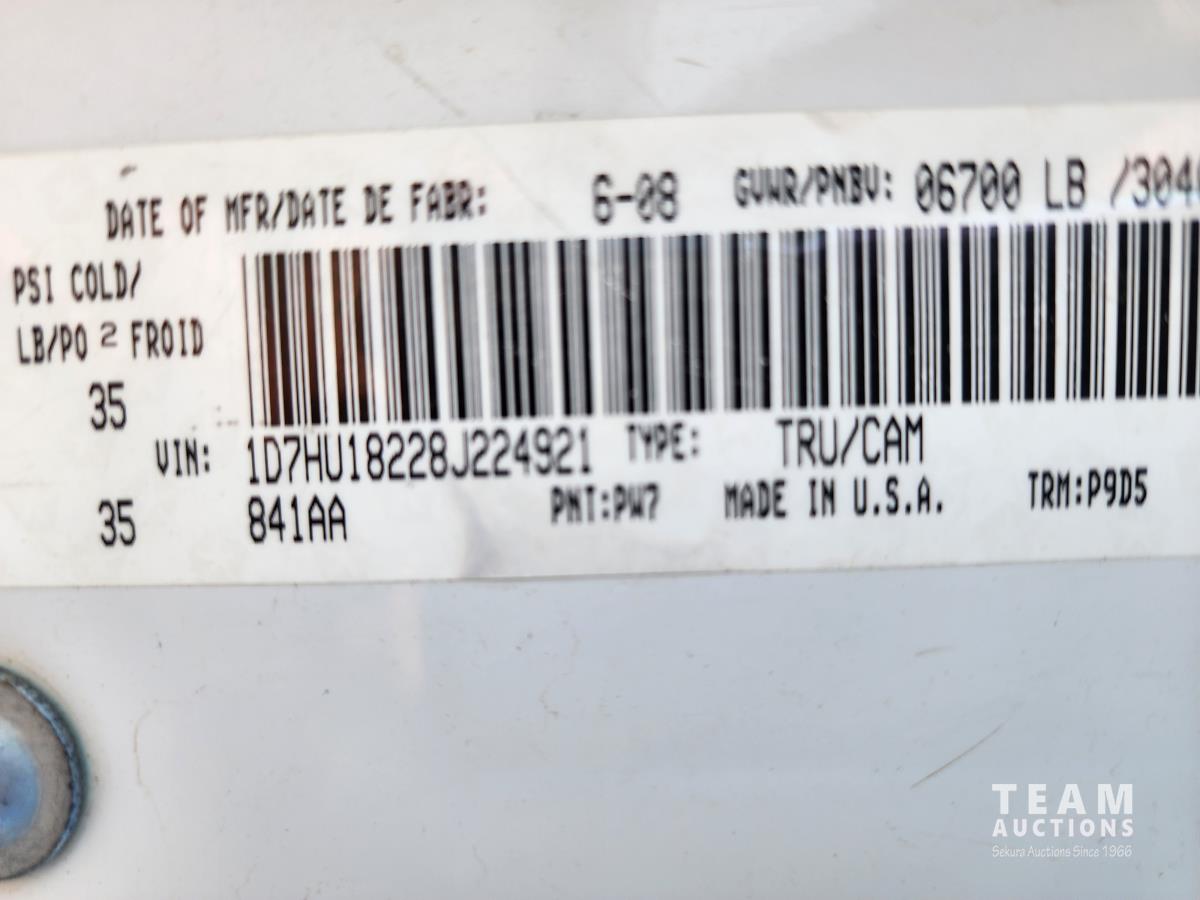 DATE OF MFR/DATE DE FABR: 6-08 GVWR/PNBV: 06700 LB
PSI COLD/
LB/PO 2 FROID
35
VIN: 1D7HU18228J224921 TYPE: TRU/CAM
35 841AA PNT:PW7 MADE IN U.S.A. TRM:P9D5
TEAM
AUCTIONS
Sekura Auctions Since 1966